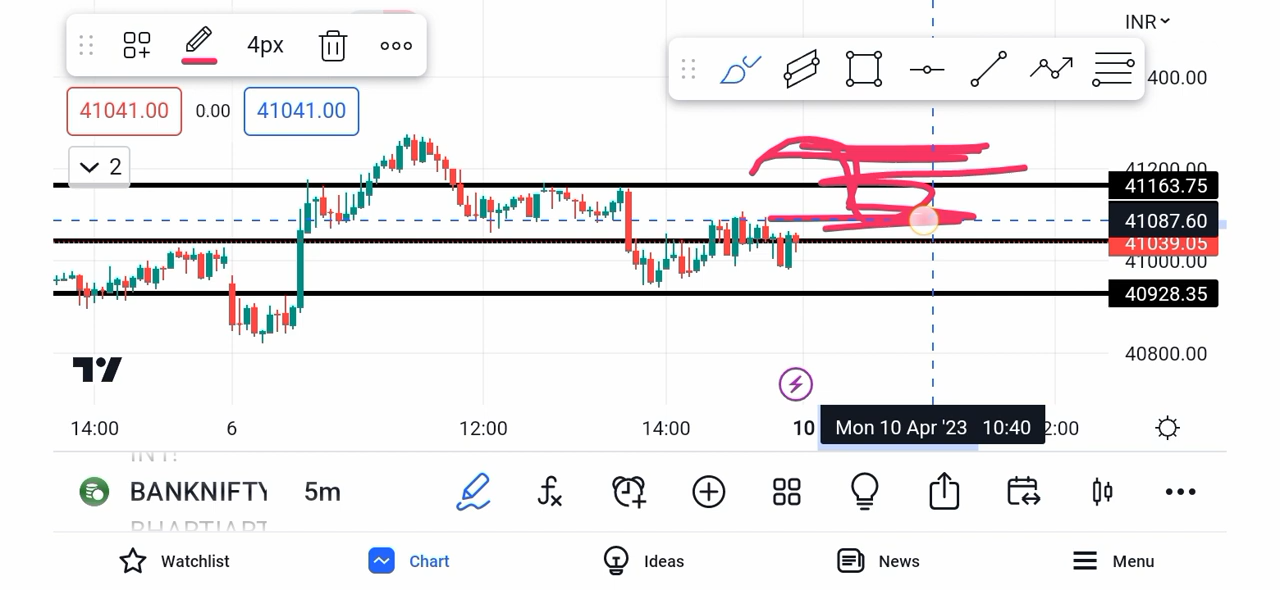 INR
4px
400.00
41041.00 0.00 41041.00
2
41200.00
41163.75
41087.60
41039.05
41000.00
40928.35
40800.00
14:00 6 12:00 14:00 10 Mon 10 Apr '23 10:40 2:00
BANKNIFTY 5m
Watchlist Chart Ideas News Menu